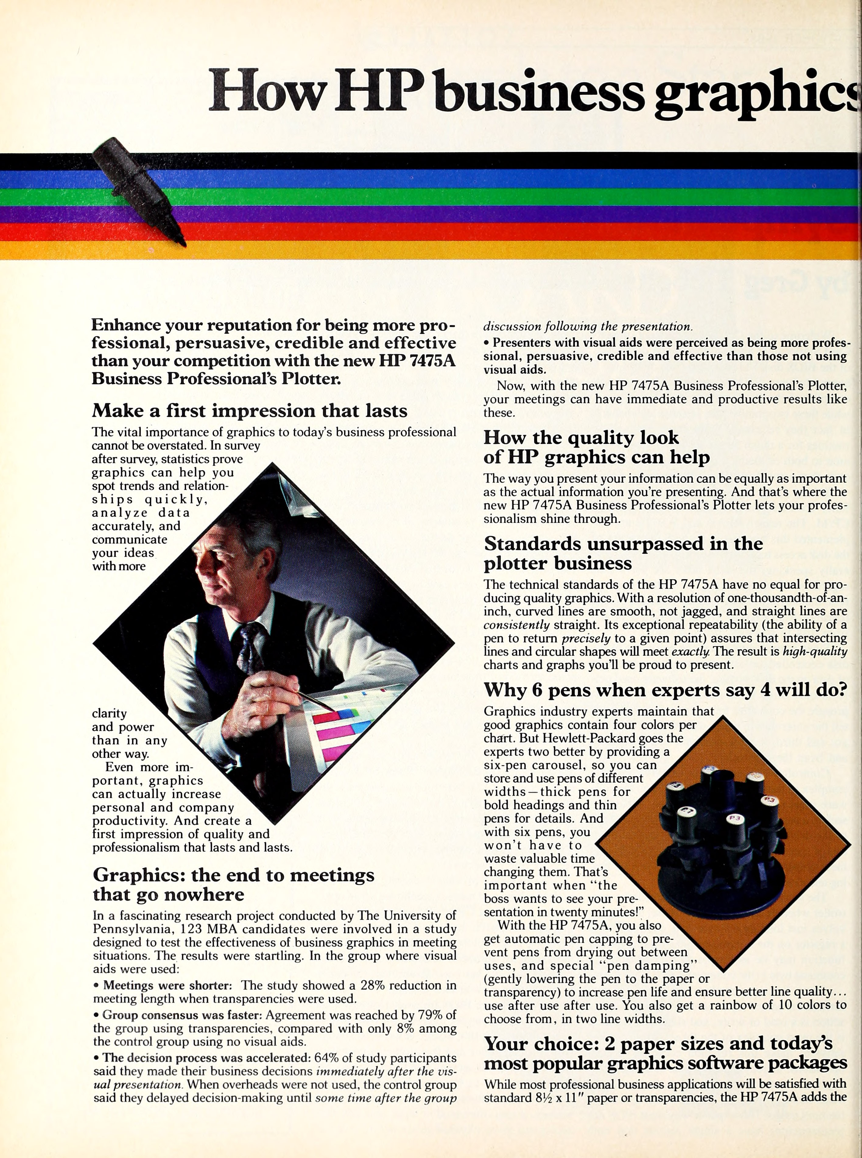 How HP business graphics
Enhance your reputation for being more pro-
fessional, persuasive, credible and effective
than your competition with the new HP 7475A
Business Professional's Plotter.
Make a first impression that lasts
The vital importance of graphics to today's business professional
cannot be overstated. In survey
after survey, statistics prove
graphics can help you
spot trends and relation-
ships quickly,
analyze data
accurately, and
communicate
your ideas
with more
clarity
and power
than in any
other way.
Even more im-
portant, graphics
can actually increase
personal and company
productivity. And create a
first impression of quality and
professionalism that lasts and lasts.
Graphics: the end to meetings
that go nowhere
In a fascinating research project conducted by The University of
Pennsylvania, 123 MBA candidates were involved in a study
designed to test the effectiveness of business graphics in meeting
situations. The results were startling. In the group where visual
aids were used:
• Meetings were shorter: The study showed a 28% reduction in
meeting length when transparencies were used.
• Group consensus was faster: Agreement was reached by 79% of
the group using transparencies, compared with only 8% among
the control group using no visual aids.
• The decision process was accelerated: 64% of study participants
said they made their business decisions immediately after the vis-
ual presentation. When overheads were not used, the control group
said they delayed decision-making until some time after the group
discussion following the presentation.
• Presenters with visual aids were perceived as being more profes-
sional, persuasive, credible and effective than those not using
visual aids.
Now, with the new HP 7475A Business Professional's Plotter,
your meetings can have immediate and productive results like
these.
How the quality look
of HP graphics can help
The way you present your information can be equally as important
as the actual information you're presenting. And that's where the
new HP 7475A Business Professional's Plotter lets your profes-
sionalism shine through.
Standards unsurpassed in the
plotter business
The technical standards of the HP 7475A have no equal for pro-
ducing quality graphics. With a resolution of one-thousandth-of-an-
inch, curved lines are smooth, not jagged, and straight lines are
consistently straight. Its exceptional repeatability (the ability of a
pen to return precisely to a given point) assures that intersecting
lines and circular shapes will meet exactly. The result is high-quality
charts and graphs you'll be proud to present.
Why 6 pens when experts say 4 will do?
Graphics industry experts maintain that
good graphics contain four colors per
chart. But Hewlett-Packard goes the
experts two better by providing a
six-pen carousel, so you can
store and use pens of different
widths—thick pens for
bold headings and thin
pens for details. And
with six pens, you
won't have to
waste valuable time
changing them. That's
important when "the
boss wants to see your pre-
sentation in twenty minutes!"
With the HP 7475A, you also
get automatic pen capping to pre-
vent pens from drying out between
uses, and special "pen damping"
(gently lowering the pen to the paper or
transparency) to increase pen life and ensure better line quality...
use after use after use. You also get a rainbow of 10 colors to
choose from, in two line widths.
P3
P3
Your choice: 2 paper sizes and today's
most popular graphics software packages
While most professional business applications will be satisfied with
standard 8½ x 11" paper or transparencies, the HP 7475A adds the